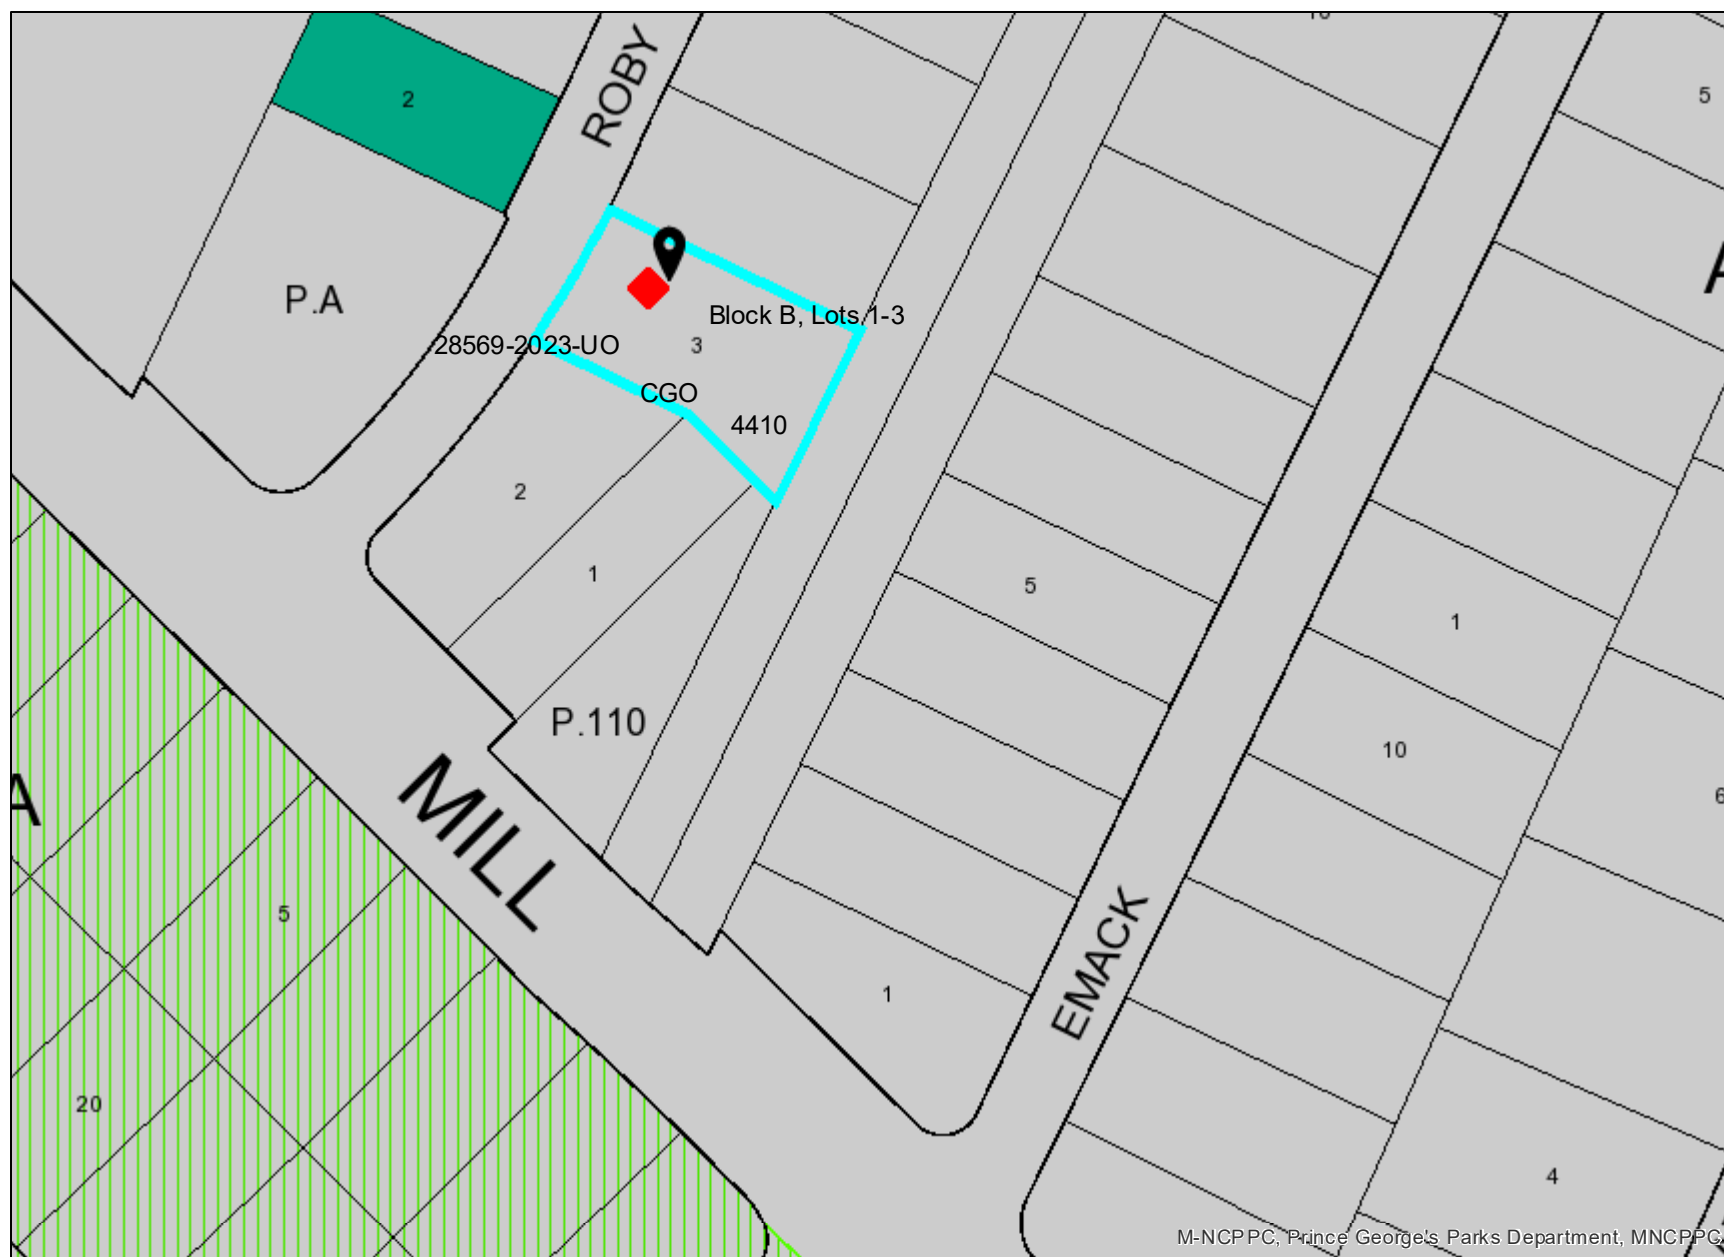 ROBY
5
2
P.A
Block B, Lots 1-3
28569-2023-UO
3
CGO
4410
2
1
5
1
P.110
10
MILL
A
6
5
EMACK
1
20
4
M-NCPPC, Prince George's Parks Department, MNCPPC